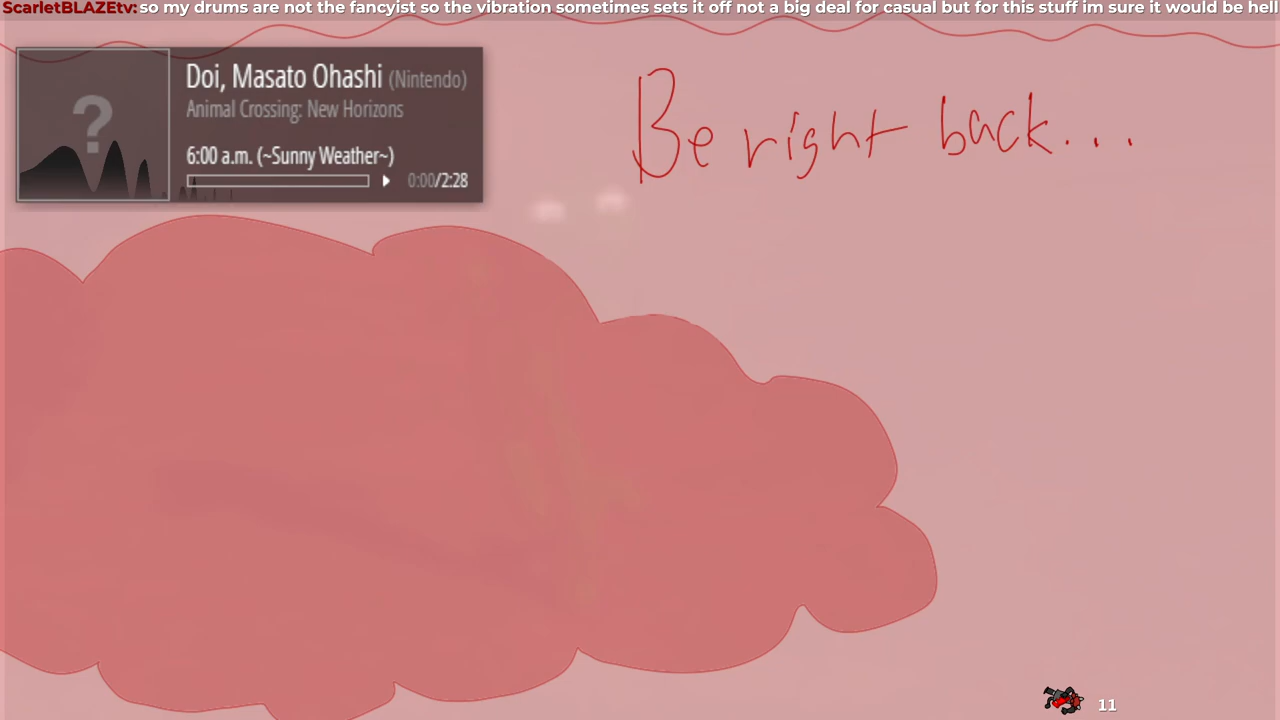 ScarletBLAZEtv: so my drums are not the fancyist so the vibration sometimes sets it off not a big deal for casual but for this stuff im sure it would be hell
Doi, Masato Ohashi (Nintendo)
Animal Crossing: New Horizons
6:00 a.m. (~Sunny Weather~)
0:00/2:28
?
Be right back...
11